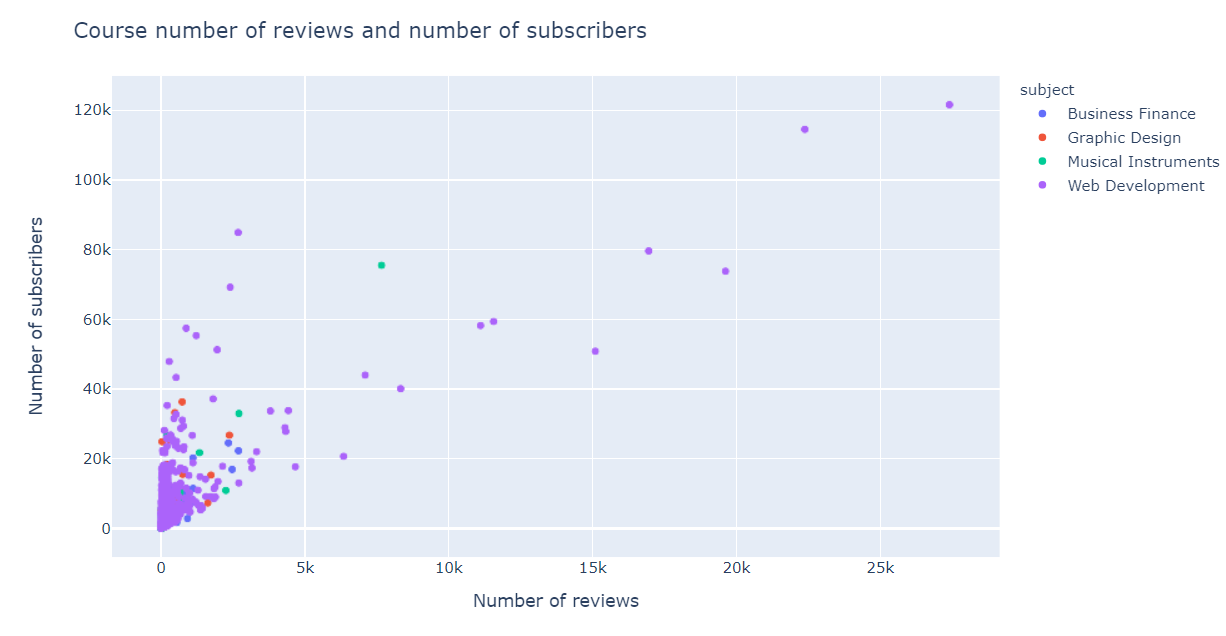 Course number of reviews and number of subscribers
subject
Business Finance
Graphic Design
Musical Instruments
Web Development
Number of subscribers
120k
100k
80k
60k
40k
20k
0
0 5k 10k 15k 20k 25k
Number of reviews